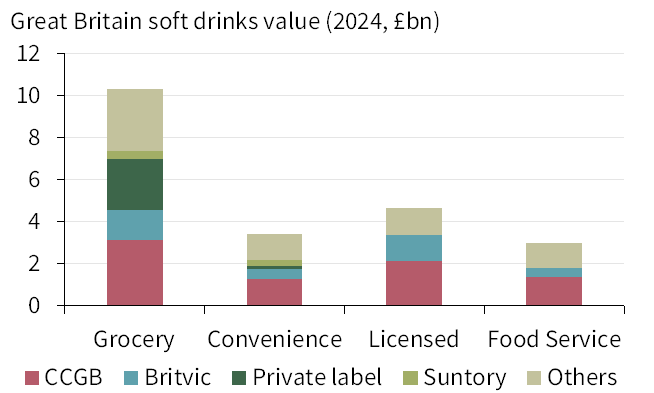 Great Britain soft drinks value (2024, £bn)
12
10
8
6
4
2
0
Grocery Convenience Licensed Food Service
CCGB Britvic Private label Suntory Others